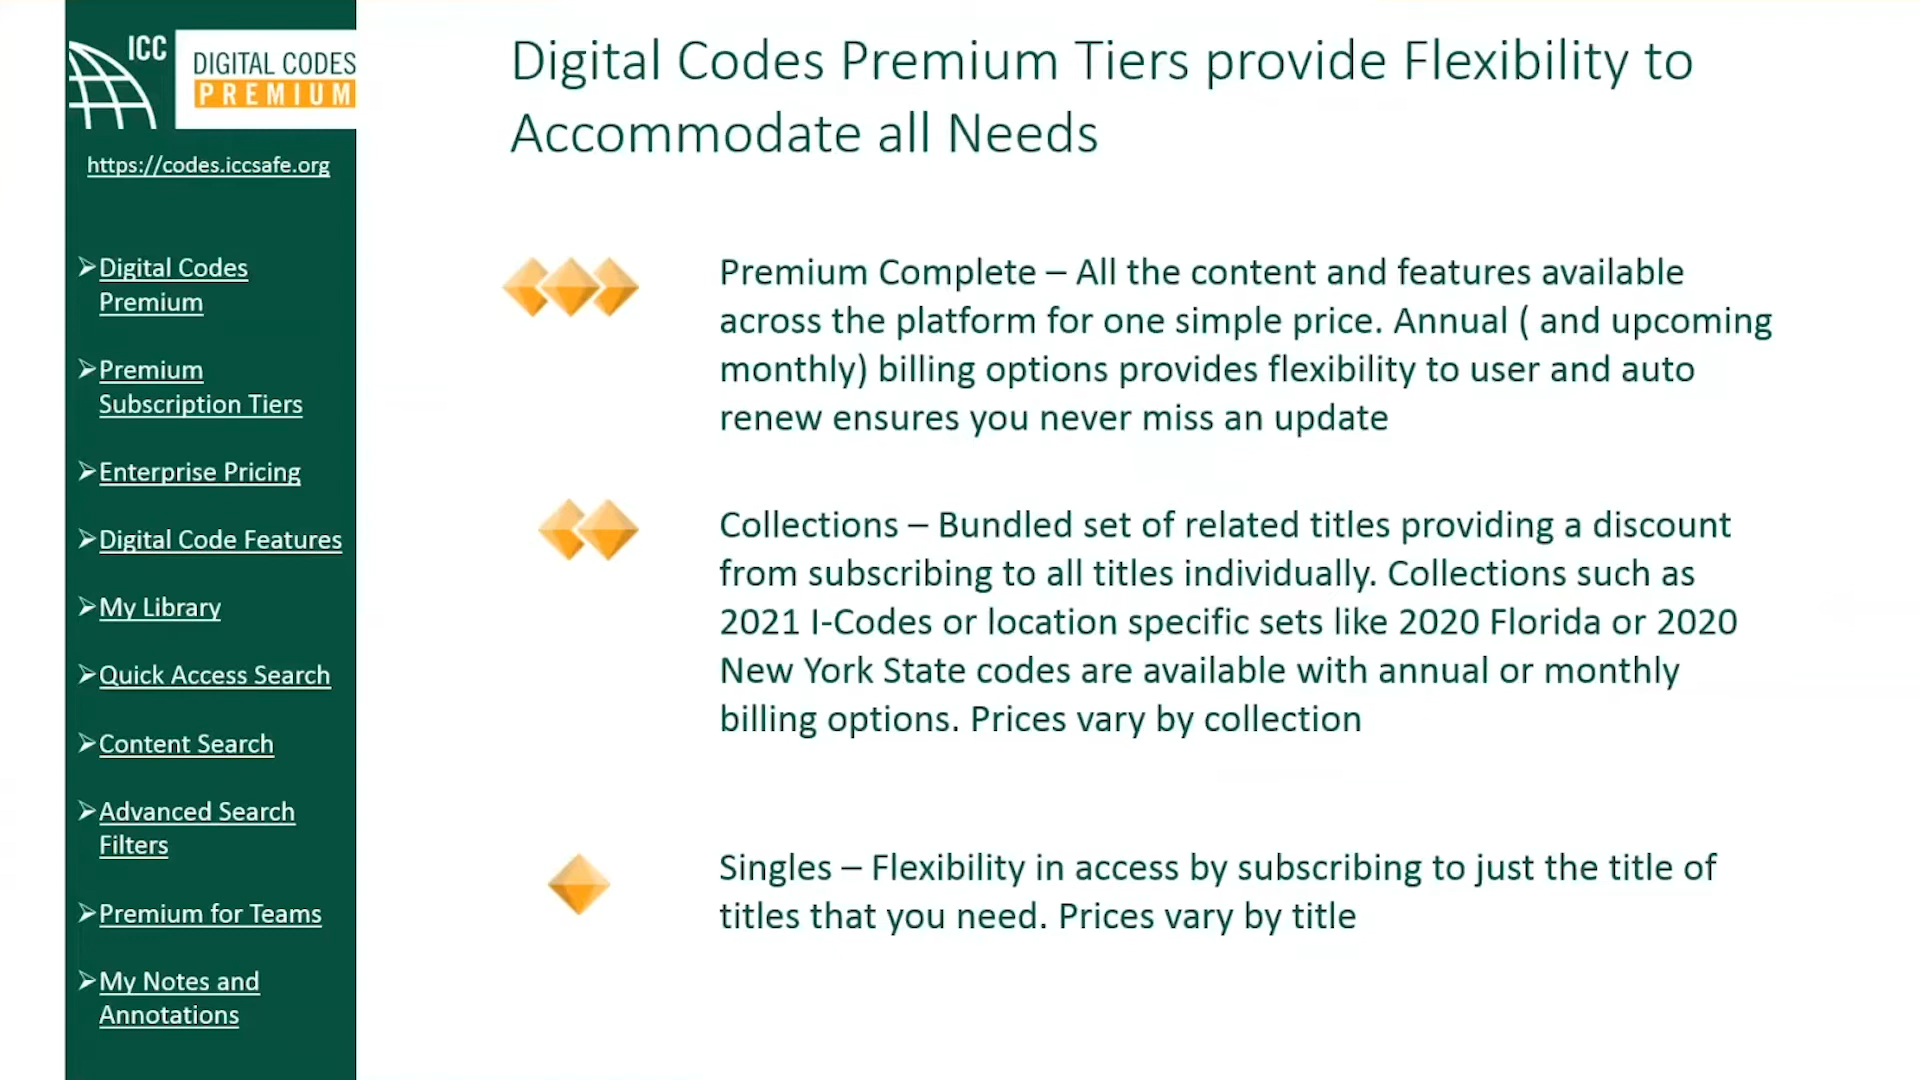 ICC
DIGITAL CODES
PREMIUM
https://codes.iccsafe.org
➢Digital Codes
Premium
➢Premium
Subscription Tiers
➢Enterprise Pricing
➢Digital Code Features
➢My Library
➢Quick Access Search
➢Content Search
➢Advanced Search
Filters
➢Premium for Teams
➢My Notes and
Annotations
Digital Codes Premium Tiers provide Flexibility to
Accommodate all Needs
Premium Complete – All the content and features available
across the platform for one simple price. Annual ( and upcoming
monthly) billing options provides flexibility to user and auto
renew ensures you never miss an update
Collections – Bundled set of related titles providing a discount
from subscribing to all titles individually. Collections such as
2021 I-Codes or location specific sets like 2020 Florida or 2020
New York State codes are available with annual or monthly
billing options. Prices vary by collection
Singles – Flexibility in access by subscribing to just the title of
titles that you need. Prices vary by title